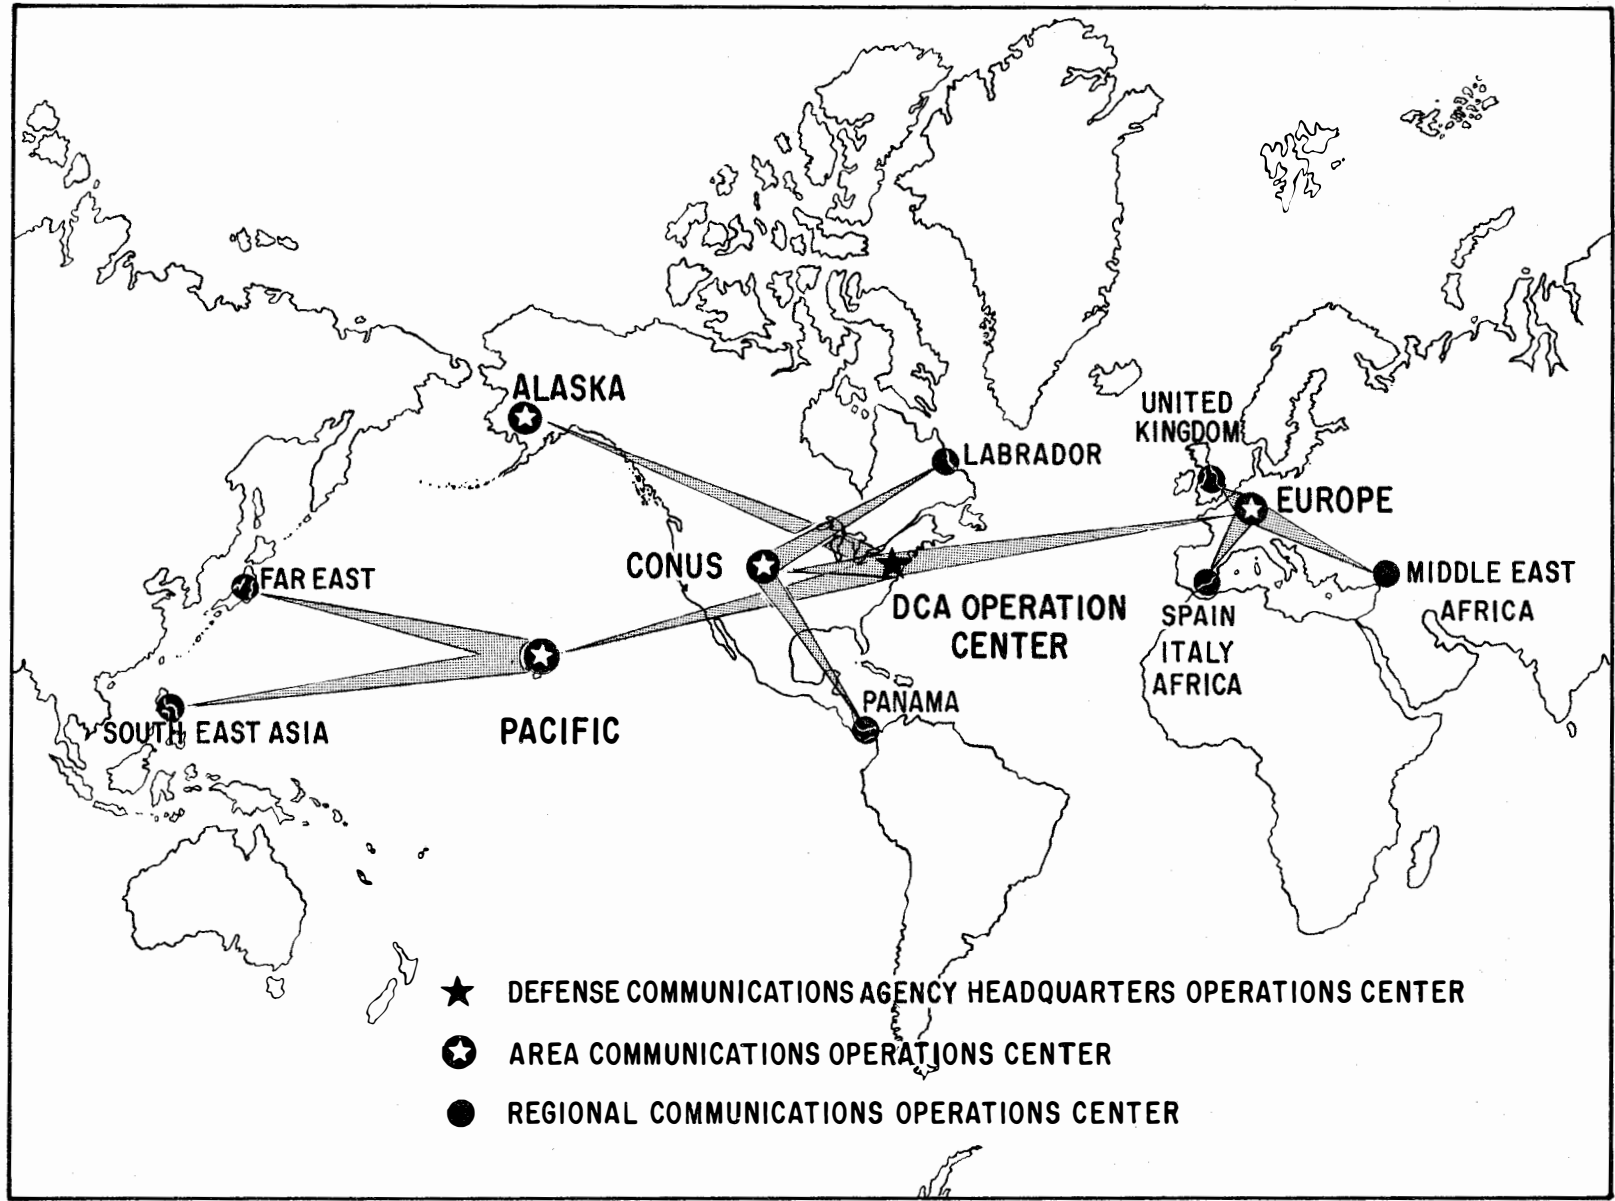 ALASKA
UNITED
KINGDOM
LABRADOR
EUROPE
CONUS
FAR EAST
MIDDLE EAST
AFRICA
DCA OPERATION
CENTER
SPAIN
ITALY
AFRICA
PANAMA
SOUTH EAST ASIA
PACIFIC
DEFENSE COMMUNICATIONS AGENCY HEADQUARTERS OPERATIONS CENTER
AREA COMMUNICATIONS OPERATIONS CENTER
REGIONAL COMMUNICATIONS OPERATIONS CENTER